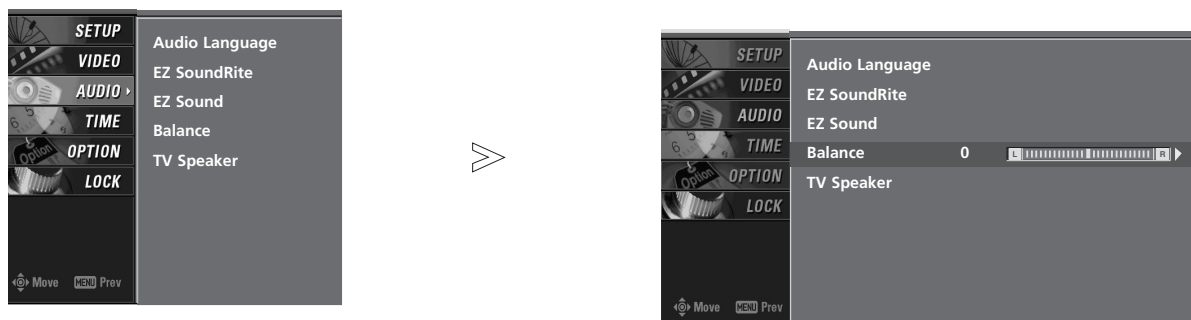 SETUP
VIDEO
AUDIO
TIME
OPTION
LOCK
Move MENU Prev
Audio Language
EZ SoundRite
EZ Sound
Balance
TV Speaker
SETUP
VIDEO
AUDIO
TIME
OPTION
LOCK
Move MENU Prev
Audio Language
EZ SoundRite
EZ Sound
Balance 0 L R
TV Speaker